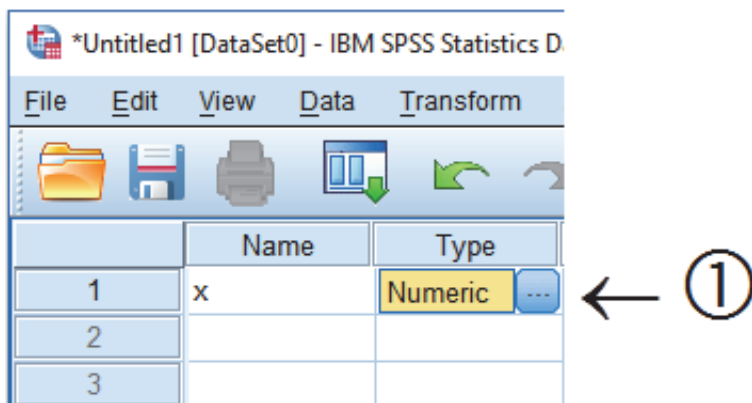 *Untitled1 [DataSet0] - IBM SPSS Statistics D
File Edit View Data Transform
Name Type
1 x Numeric ... ← ①
2
3